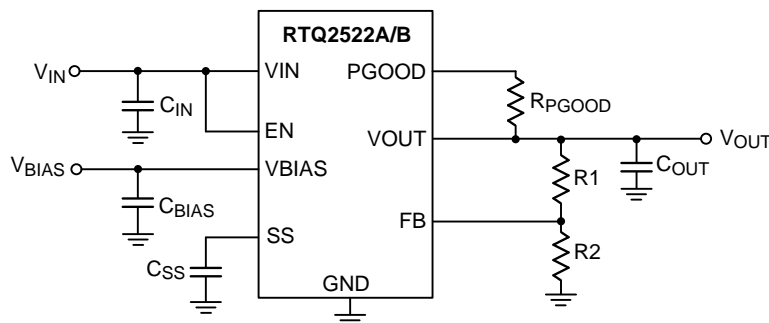 RTQ2522A/B
VIN
VIN
PGOOD
RPGOOD
CIN
EN
VOUT
VOUT
VBIAS
VBIAS
R1
COUT
CBIAS
SS
FB
CSS
R2
GND